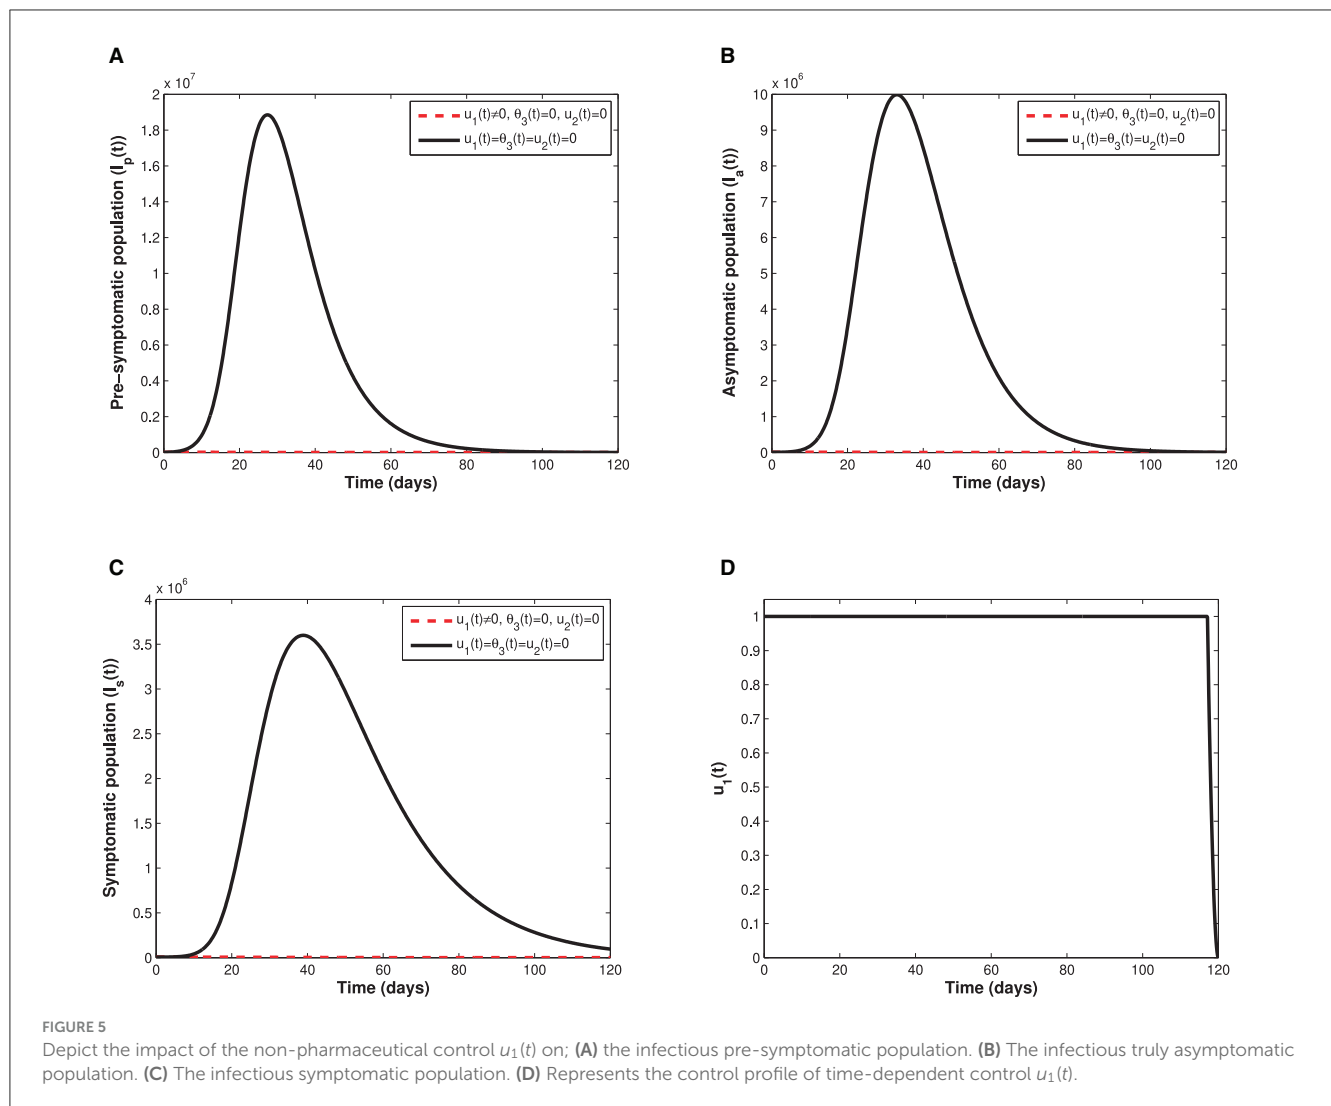 A
x 10^7
2
1.8
1.6
1.4
1.2
1
0.8
0.6
0.4
0.2
0
0 20 40 60 80 100 120
Time (days)
Pre−symptomatic population (I_p(t))
u_1(t)≠0, θ_3(t)=0, u_2(t)=0
u_1(t)=θ_3(t)=u_2(t)=0
B
x 10^6
10
9
8
7
6
5
4
3
2
1
0
0 20 40 60 80 100 120
Time (days)
Asymptomatic population (I_a(t))
u_1(t)≠0, θ_3(t)=0, u_2(t)=0
u_1(t)=θ_3(t)=u_2(t)=0
C
x 10^6
4
3.5
3
2.5
2
1.5
1
0.5
0
0 20 40 60 80 100 120
Time (days)
Symptomatic population (I_s(t))
u_1(t)≠0, θ_3(t)=0, u_2(t)=0
u_1(t)=θ_3(t)=u_2(t)=0
D
1
0.9
0.8
0.7
0.6
0.5
0.4
0.3
0.2
0.1
0
0 20 40 60 80 100 120
Time (days)
u_1(t)
FIGURE 5
Depict the impact of the non-pharmaceutical control u_1(t) on; (A) the infectious pre-symptomatic population. (B) The infectious truly asymptomatic
population. (C) The infectious symptomatic population. (D) Represents the control profile of time-dependent control u_1(t).